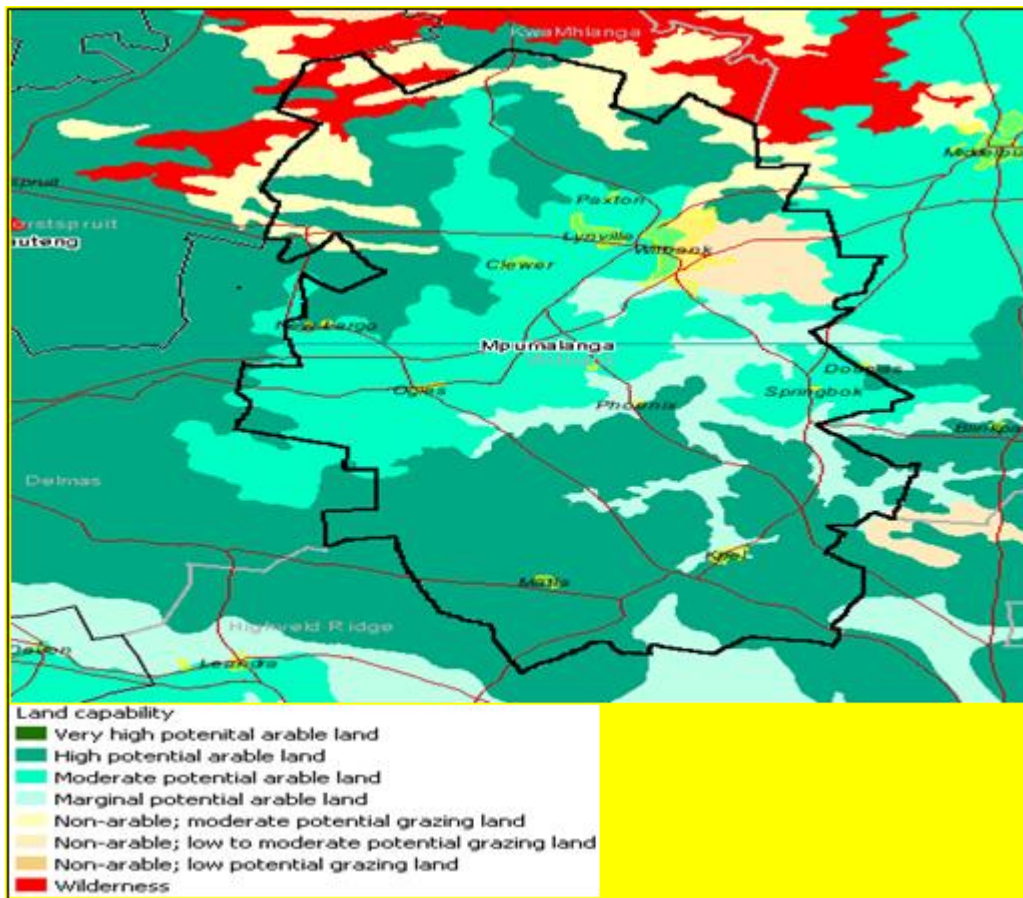 KwaMhlanga
Middelbu
Spruit
Paxton
orstspruit
auteng
Lynville
Witbank
Clewer
Mpumalanga
Douglas
Ogies
Springbok
Phoenix
Delmas
Kriel
Matla
Highveld Ridge
Leandra
Land capability
Very high potenital arable land
High potential arable land
Moderate potential arable land
Marginal potential arable land
Non-arable; moderate potential grazing land
Non-arable; low to moderate potential grazing land
Non-arable; low potential grazing land
Wilderness